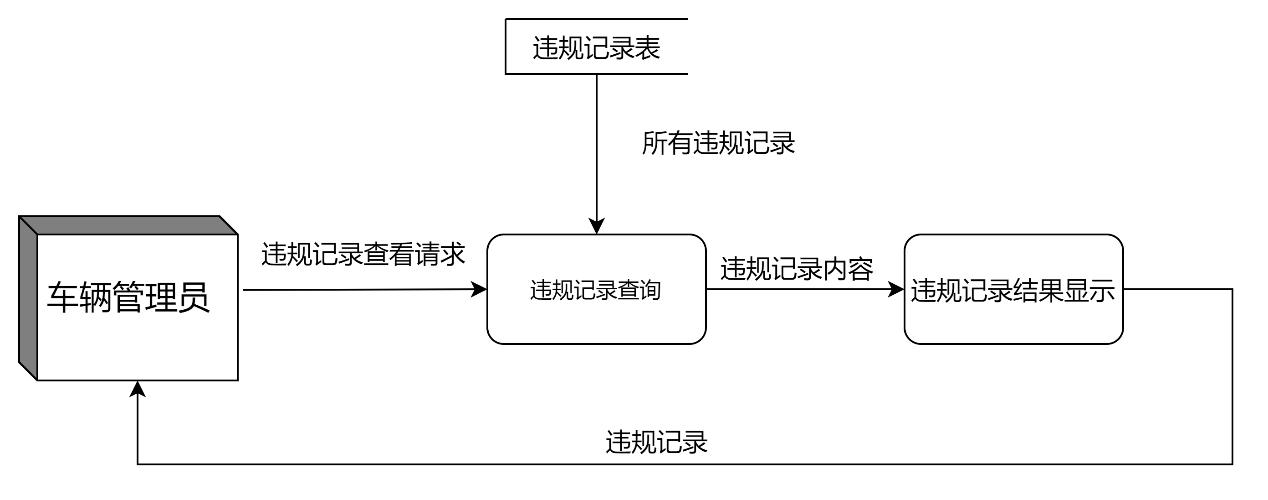 违规记录表
所有违规记录
违规记录查看请求
车辆管理员
违规记录查询
违规记录内容
违规记录结果显示
违规记录